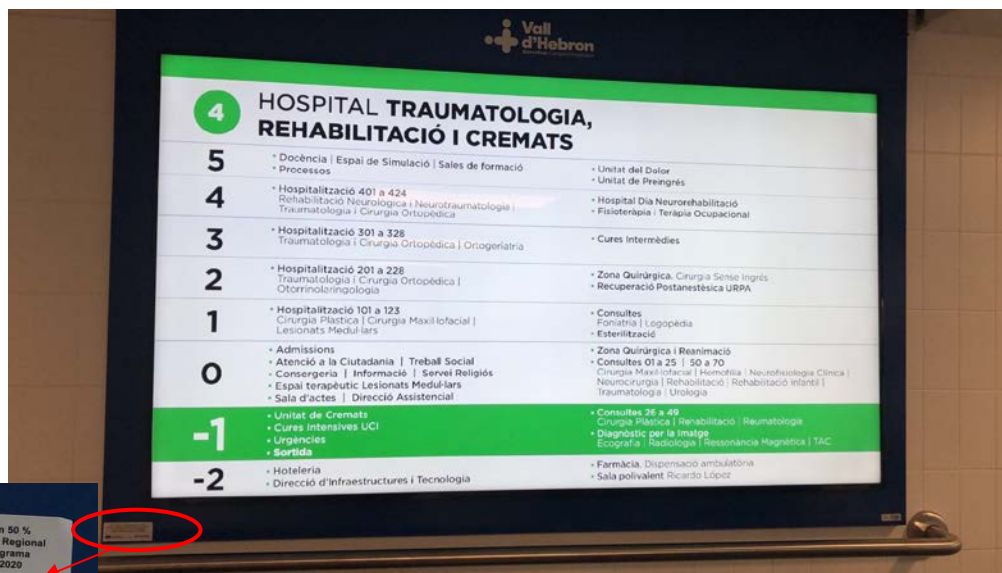 Vall
d'Hebron
4
HOSPITAL TRAUMATOLOGIA,
REHABILITACIÓ I CREMATS
5
• Docència | Espai de Simulació | Sales de formació
• Processos
• Unitat del Dolor
• Unitat de Preingrés
4
• Hospitalització 401 a 424
Rehabilitació Neurològica i Neurotraumatologia |
Traumatologia i Cirurgia Ortopèdica
• Hospital Dia Neurorehabilitació
• Fisioteràpia i Teràpia Ocupacional
3
• Hospitalització 301 a 328
Traumatologia i Cirurgia Ortopèdica | Ortogeriatria
• Cures Intermèdies
2
• Hospitalització 201 a 228
Traumatologia i Cirurgia Ortopèdica |
Otorrinolaringologia
• Zona Quirúrgica, Cirurgia Sense Ingrés
• Recuperació Postanestèsica URPA
1
• Hospitalització 101 a 123
Cirurgia Plàstica | Cirurgia Maxil·lofacial |
Lesionats Medul·lars
• Consultes
Foniatria | Logopèdia
• Esterilització
0
• Admissions
• Atenció a la Ciutadania | Treball Social
• Consergeria | Informació | Servei Religiós
• Espai terapèutic Lesionats Medul·lars
• Sala d'actes | Direcció Assistencial
• Zona Quirúrgica i Reanimació
• Consultes 01 a 25 | 50 a 70
Cirurgia Maxil·lofacial | Hemofília | Neurofisiologia Clínica |
Neurocirurgia | Rehabilitació | Rehabilitació infantil |
Traumatologia | Urologia
-1
• Unitat de Cremats
• Cures Intensives UCI
• Urgències
• Sortida
• Consultes 26 a 49
Cirurgia Plàstica | Rehabilitació | Reumatologia
• Diagnòstic per la Imatge
Ecografia | Radiologia | Ressonància Magnètica | TAC
-2
• Hoteleria
• Direcció d'Infraestructures i Tecnologia
• Farmàcia, Dispensació ambulatòria
• Sala polivalent Ricardo López
50 %
Regional
2020